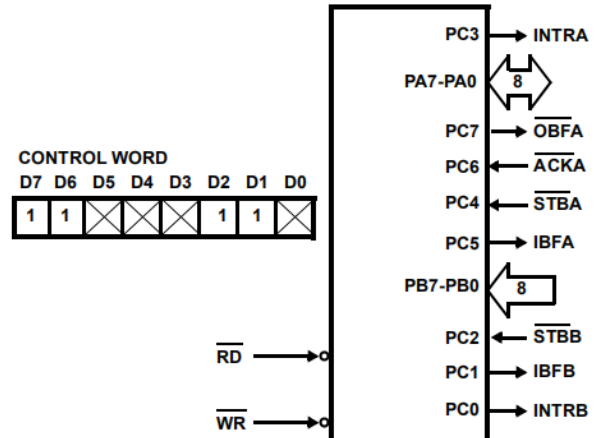 CONTROL WORD
D7 D6 D5 D4 D3 D2 D1 D0
1 1 1 1
RD
WR
PC3 INTRA
PA7-PA0 8
PC7 OBFA
PC6 ACKA
PC4 STBA
PC5 IBFA
PB7-PB0 8
PC2 STBB
PC1 IBFB
PC0 INTRB